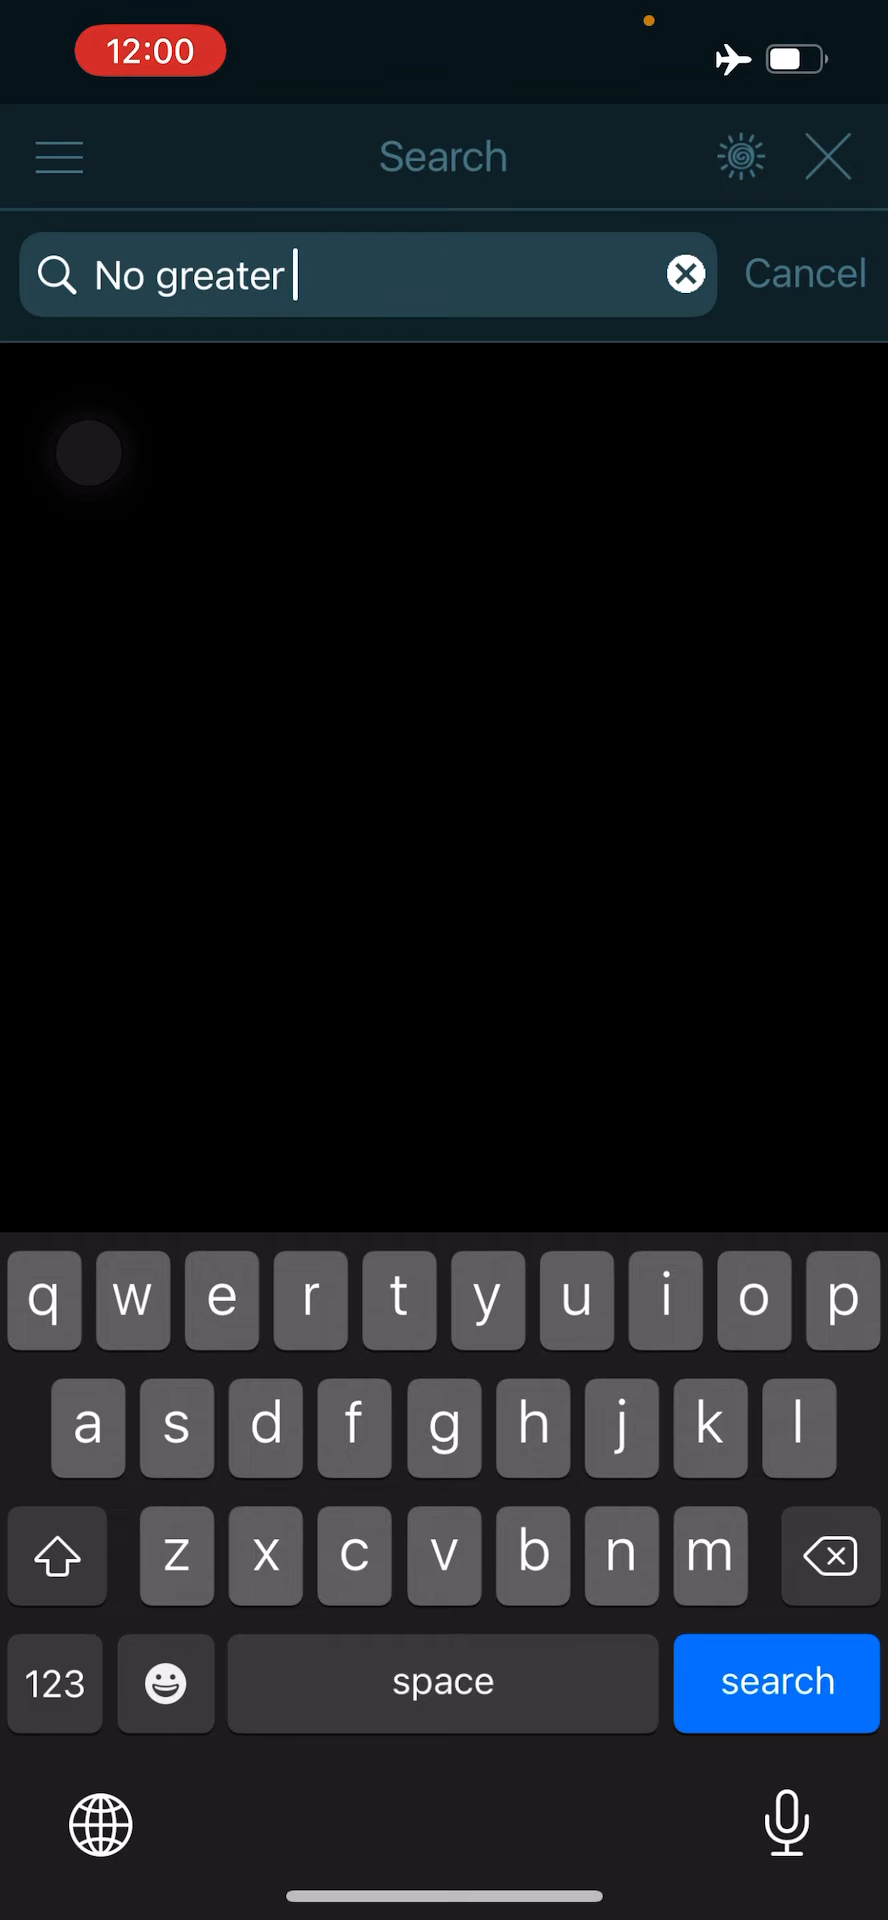 12:00
Search
No greater
Cancel
q w e r t y u i o p
a s d f g h j k l
z x c v b n m
123 space search